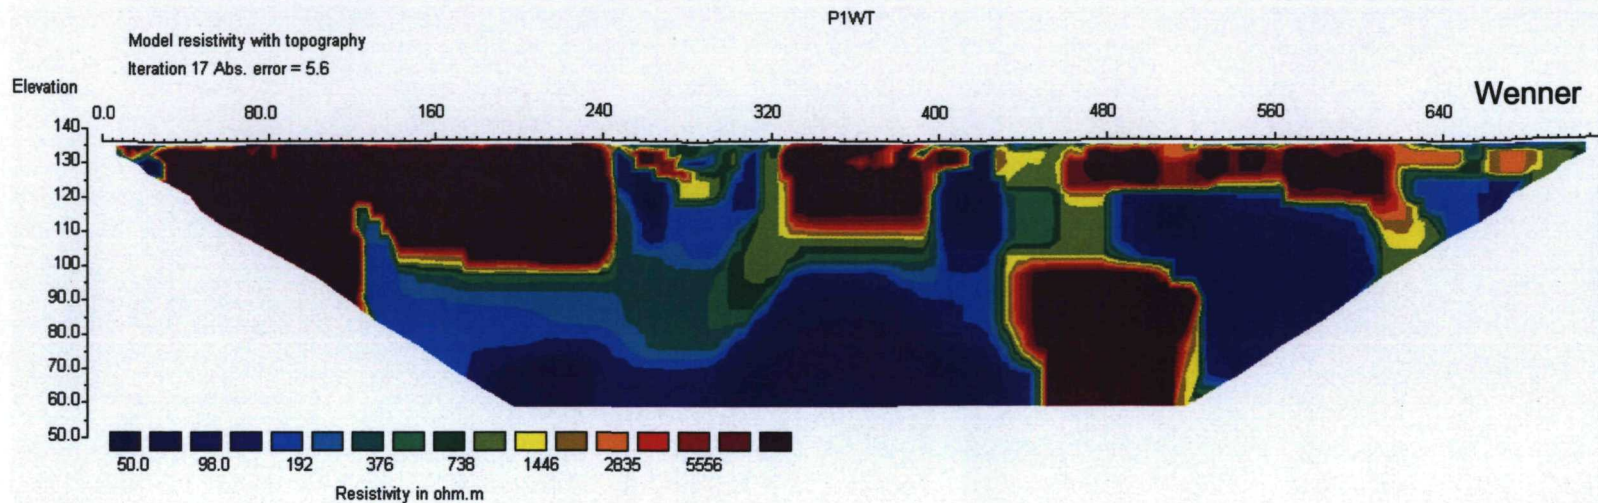 P1WT
Model resistivity with topography
Iteration 17 Abs. error = 5.6
Elevation
Wenner
0.0 80.0 160 240 320 400 480 560 640
140
130
120
110
100
90.0
80.0
70.0
60.0
50.0
50.0 98.0 192 376 738 1446 2835 5556
Resistivity in ohm.m